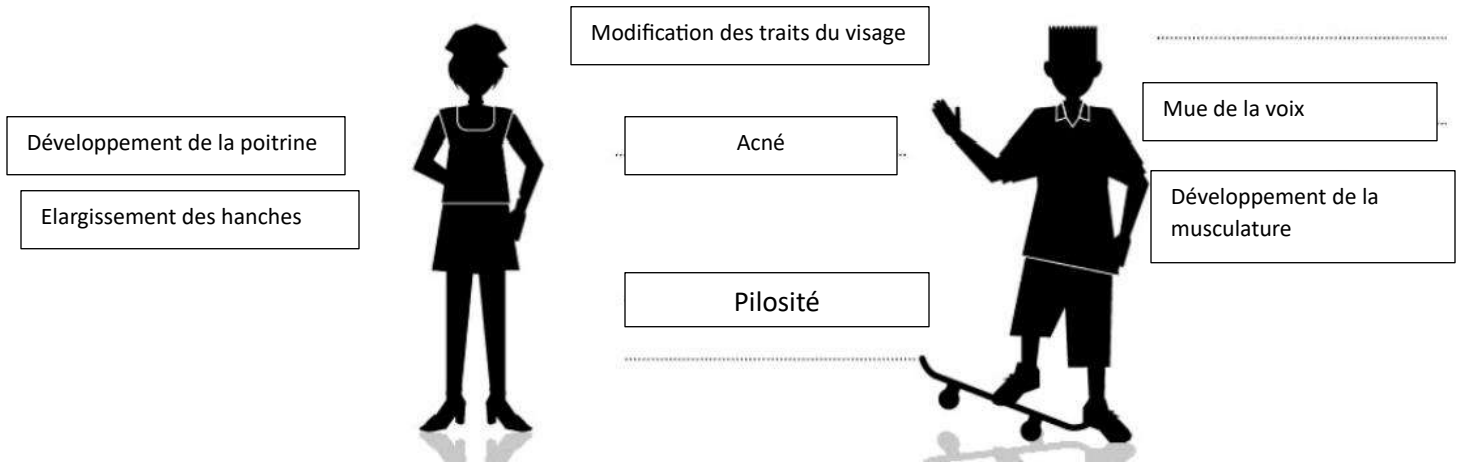 Modification des traits du visage
Mue de la voix
Développement de la poitrine
Acné
Elargissement des hanches
Développement de la
musculature
Pilosité